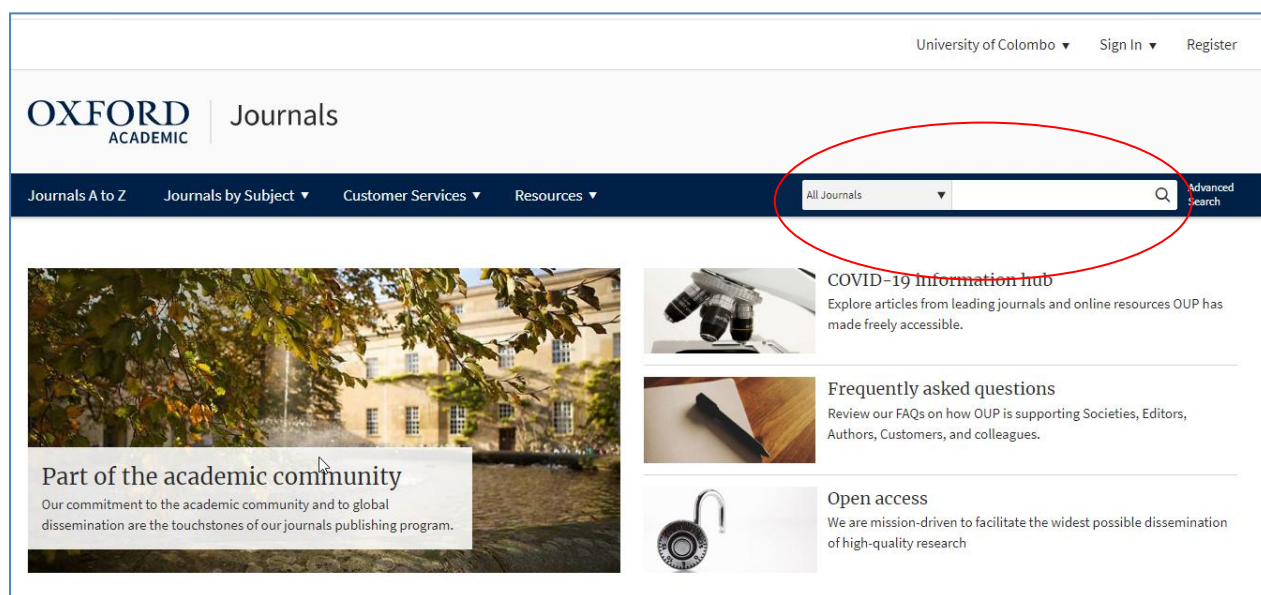 University of Colombo ▼ Sign In ▼ Register
OXFORD
ACADEMIC
Journals
Journals A to Z Journals by Subject ▼ Customer Services ▼ Resources ▼ All Journals ▼ Advanced
Search
Part of the academic community
Our commitment to the academic community and to global
dissemination are the touchstones of our journals publishing program.
COVID-19 information hub
Explore articles from leading journals and online resources OUP has
made freely accessible.
Frequently asked questions
Review our FAQs on how OUP is supporting Societies, Editors,
Authors, Customers, and colleagues.
Open access
We are mission-driven to facilitate the widest possible dissemination
of high-quality research